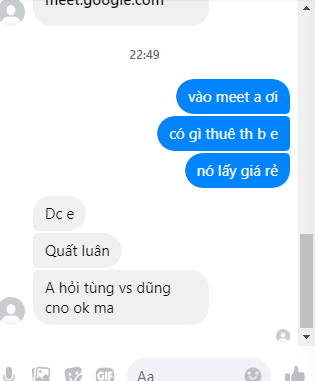 meet.google.com
22:49
vào meet a ơi
có gì thuê th b e
nó lấy giá rẻ
Dc e
Quất luân
A hỏi tùng vs dũng
cno ok ma
GIF
Aa